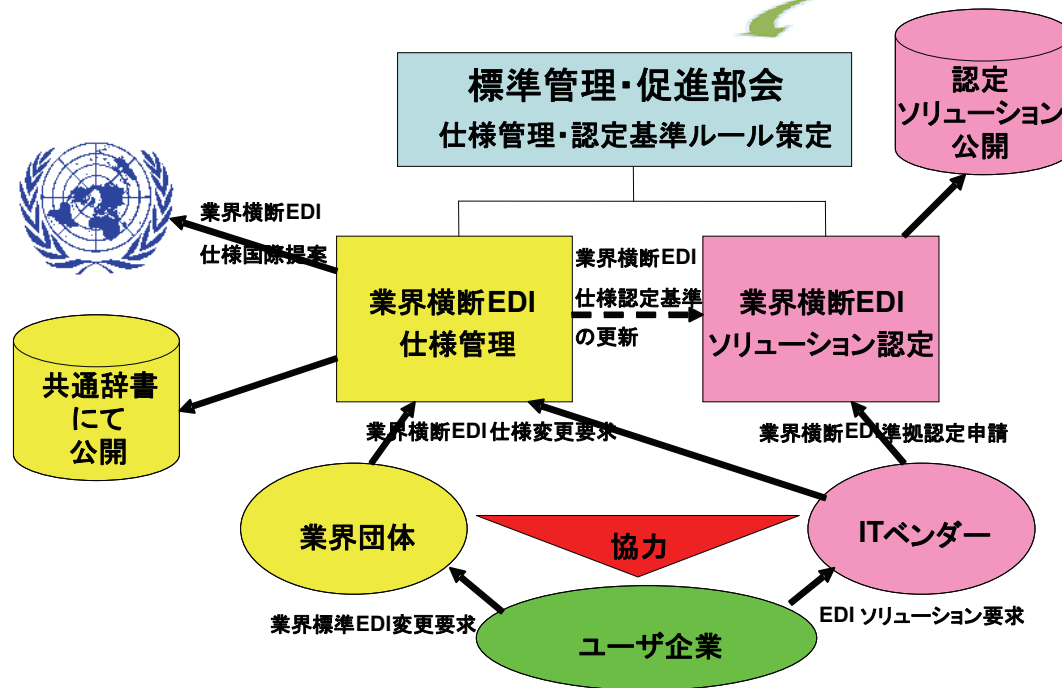 標準管理・促進部会
仕様管理・認定基準ルール策定
認定
ソリューション
公開
業界横断EDI
仕様国際提案
業界横断EDI
仕様管理
業界横断EDI
仕様認定基準
の更新
業界横断EDI
ソリューション認定
共通辞書
にて
公開
業界横断EDI仕様変更要求
業界横断EDI準拠認定申請
業界団体
協力
ITベンダー
業界標準EDI変更要求
EDI ソリューション要求
ユーザ企業